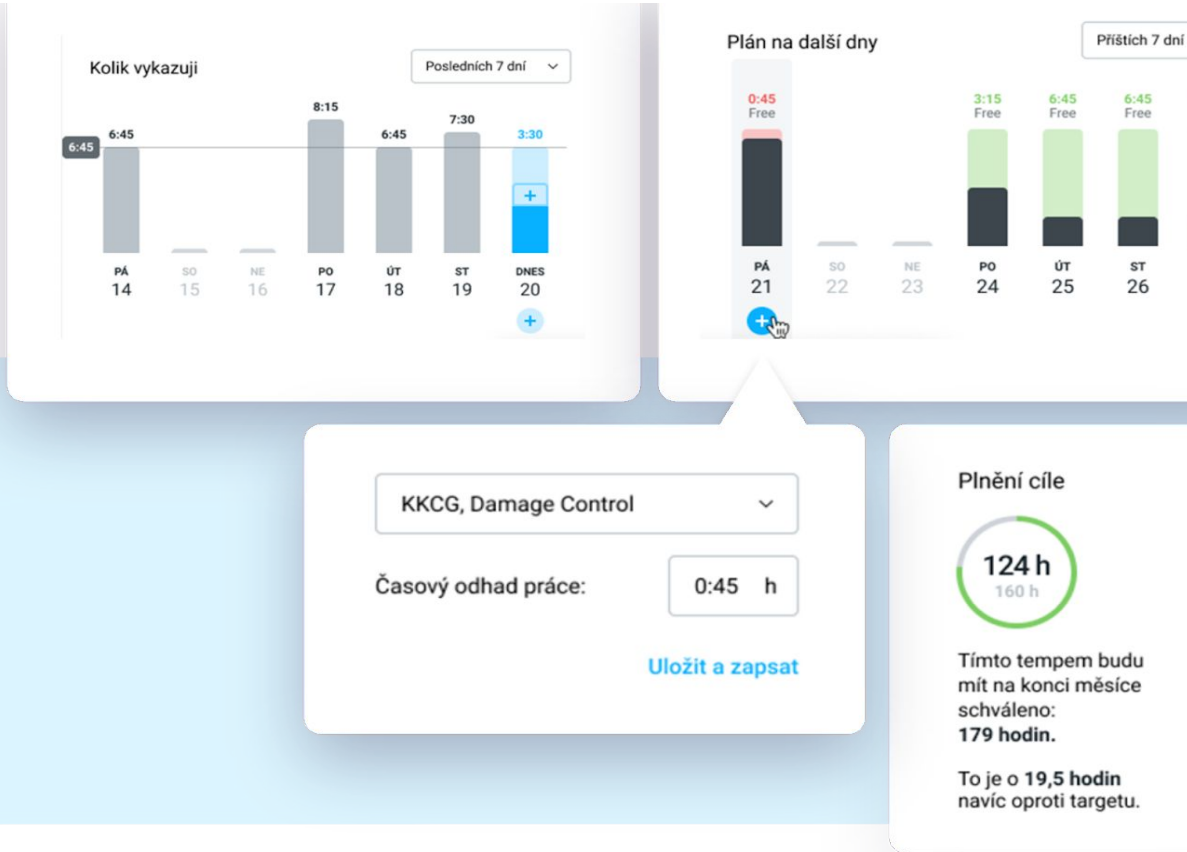 Kolik vykazuji
Posledních 7 dní
6:45
6:45
8:15
6:45
7:30
3:30
+
PÁ SO NE PO ÚT ST DNES
14 15 16 17 18 19 20
+
Plán na další dny
Příštích 7 dní
0:45 3:15 6:45 6:45
Free Free Free Free
PÁ SO NE PO ÚT ST
21 22 23 24 25 26
+
KKCG, Damage Control
Časový odhad práce:
0:45 h
Uložit a zapsat
Plnění cíle
124 h
160 h
Tímto tempem budu
mít na konci měsíce
schváleno:
179 hodin.
To je o 19,5 hodin
navíc oproti targetu.